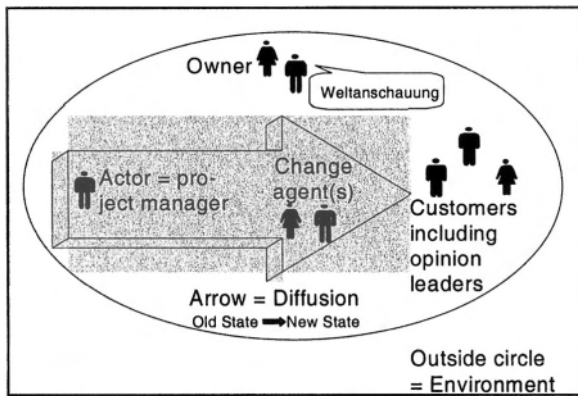 Owner
Weltanschauung
Actor = pro-
ject manager
Change
agent(s)
Customers
including
opinion
leaders
Arrow = Diffusion
Old State ➡ New State
Outside circle
= Environment